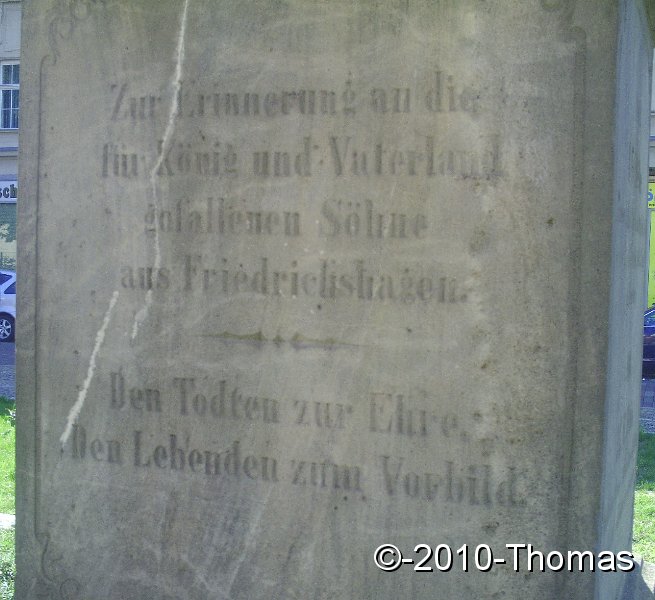 Zur Erinnerung an die
für König und Vaterland
gefallenen Söhne
aus Friedrichshagen.
Den Todten zur Ehre,
Den Lebenden zum Vorbild.
©-2010-Thomas